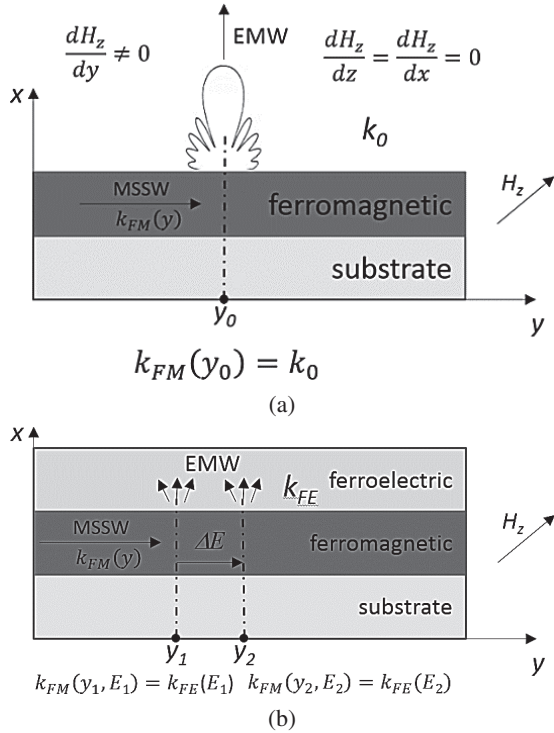 dH_z/dy ≠ 0
EMW
dH_z/dz = dH_z/dx = 0
x
k_0
MSSW
k_FM(y)
ferromagnetic
H_z
substrate
y_0
y
k_FM(y_0) = k_0
(a)
x
EMW
ferroelectric
k_FE
MSSW
k_FM(y)
ΔE
ferromagnetic
H_z
substrate
y_1
y_2
y
k_FM(y_1, E_1) = k_FE(E_1) k_FM(y_2, E_2) = k_FE(E_2)
(b)